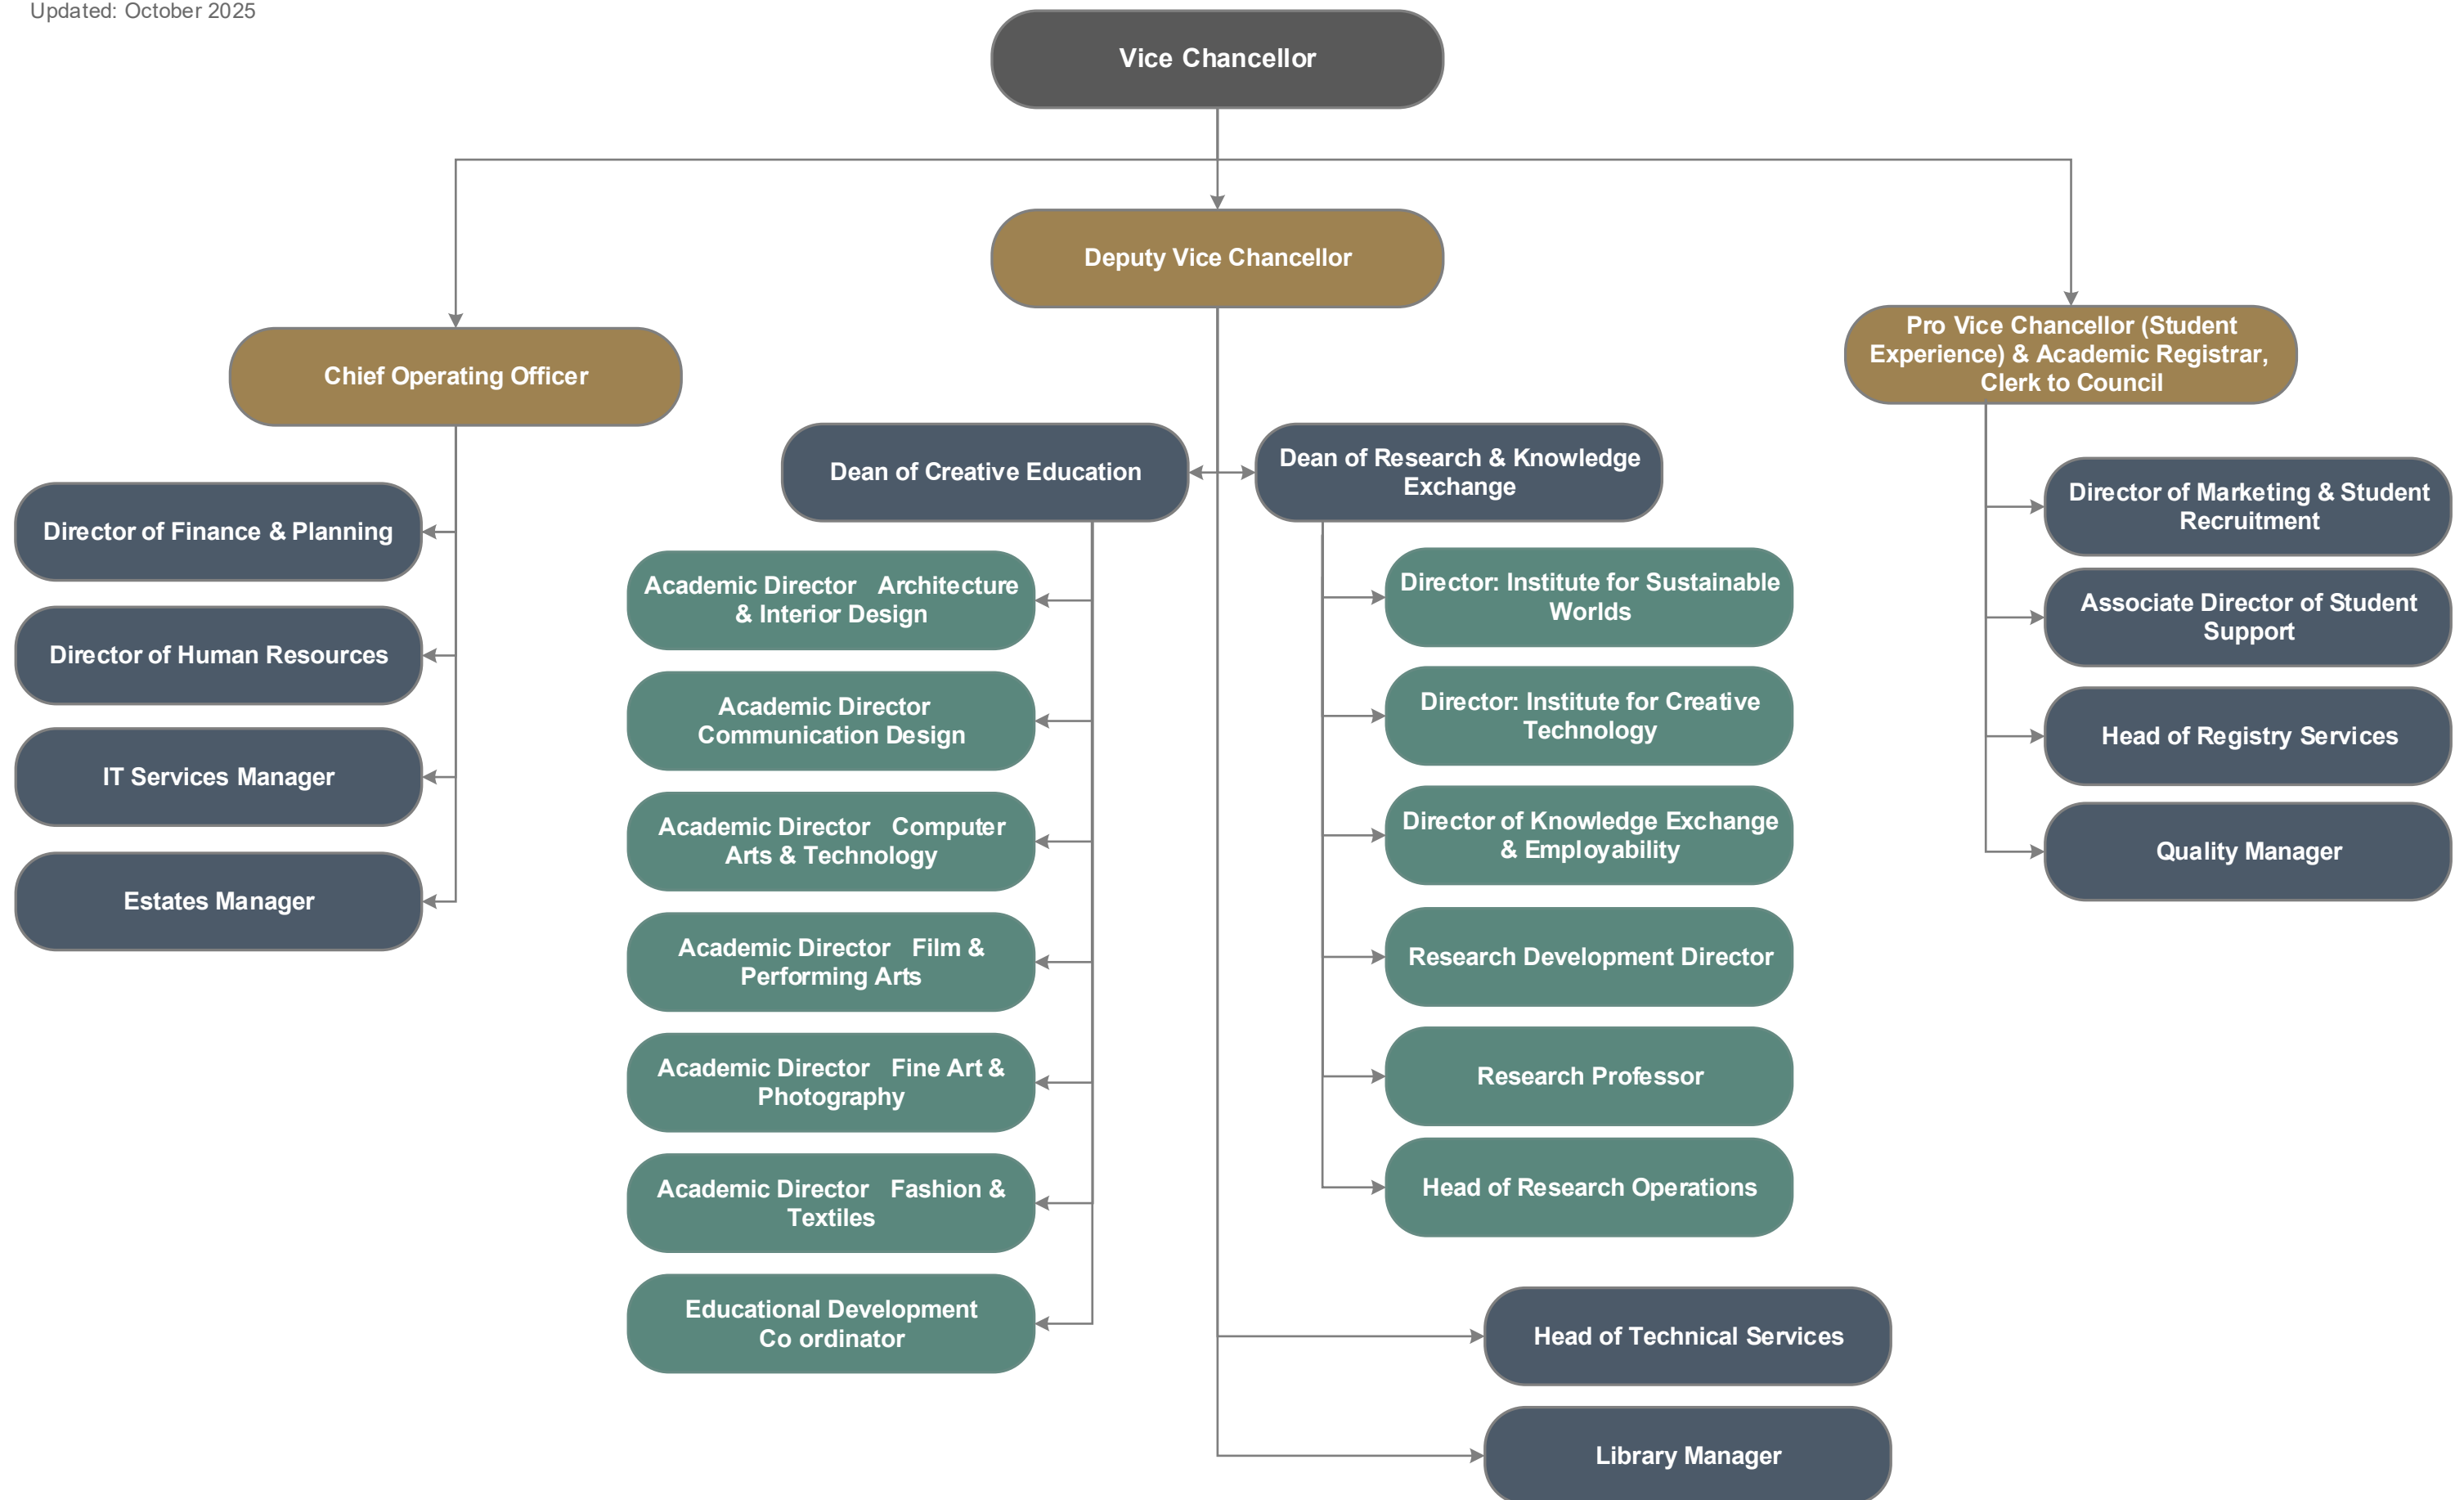 Updated: October 2025
Vice Chancellor
Deputy Vice Chancellor
Chief Operating Officer
Pro Vice Chancellor (Student
Experience) & Academic Registrar,
Clerk to Council
Director of Finance & Planning
Director of Human Resources
IT Services Manager
Estates Manager
Dean of Creative Education
Academic Director Architecture
& Interior Design
Academic Director
Communication Design
Academic Director Computer
Arts & Technology
Academic Director Film &
Performing Arts
Academic Director Fine Art &
Photography
Academic Director Fashion &
Textiles
Educational Development
Co ordinator
Dean of Research & Knowledge
Exchange
Director: Institute for Sustainable
Worlds
Director: Institute for Creative
Technology
Director of Knowledge Exchange
& Employability
Research Development Director
Research Professor
Head of Research Operations
Head of Technical Services
Library Manager
Director of Marketing & Student
Recruitment
Associate Director of Student
Support
Head of Registry Services
Quality Manager